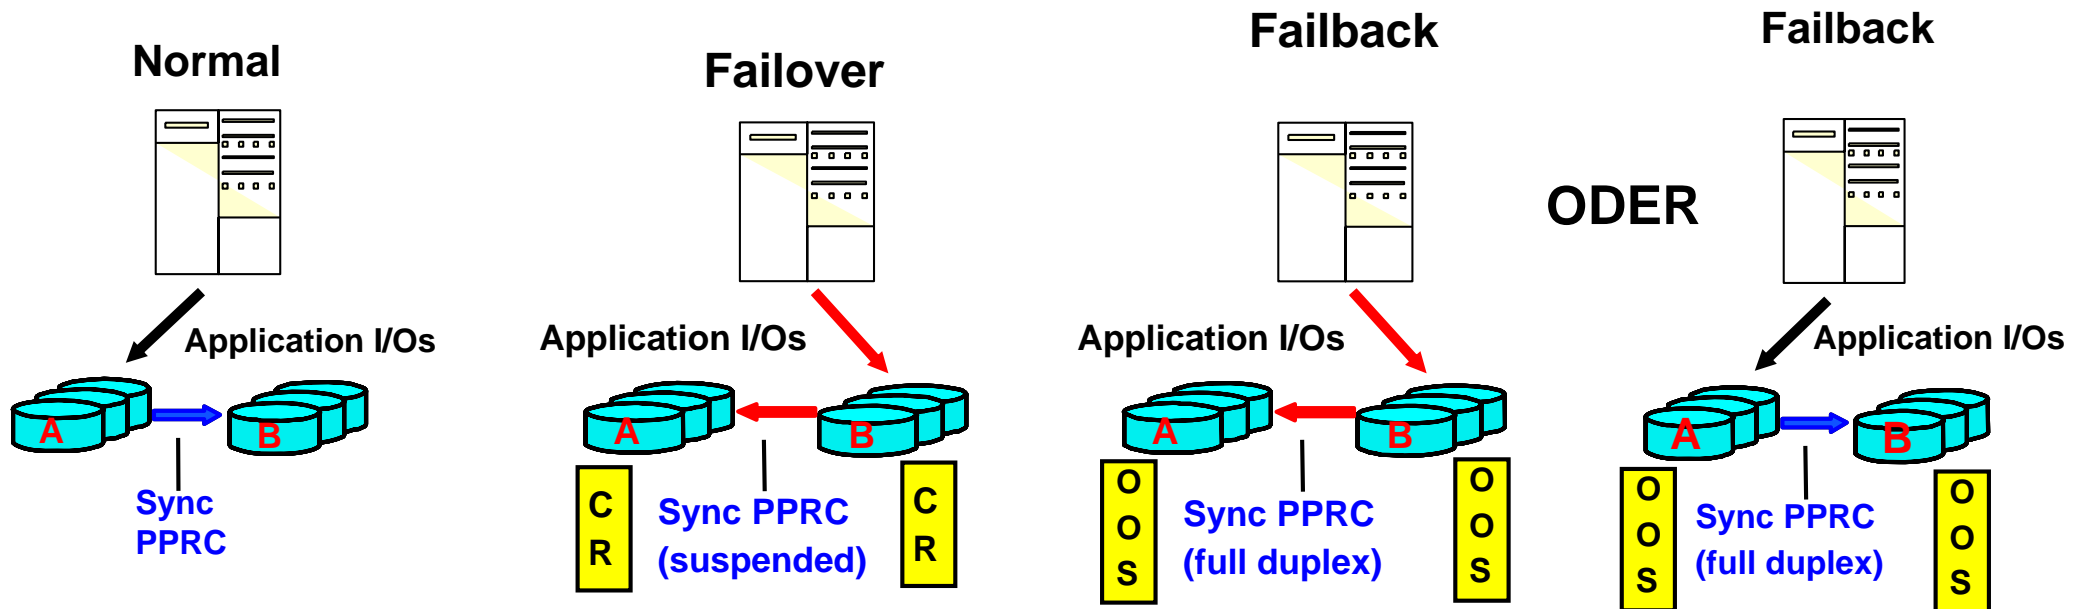 Normal
Application I/Os
A
B
Sync
PPRC
Failover
Application I/Os
A
B
C
R
Sync PPRC
(suspended)
C
R
Failback
Application I/Os
A
B
O
O
S
Sync PPRC
(full duplex)
O
O
S
ODER
Failback
Application I/Os
A
B
O
O
S
Sync PPRC
(full duplex)
O
O
S